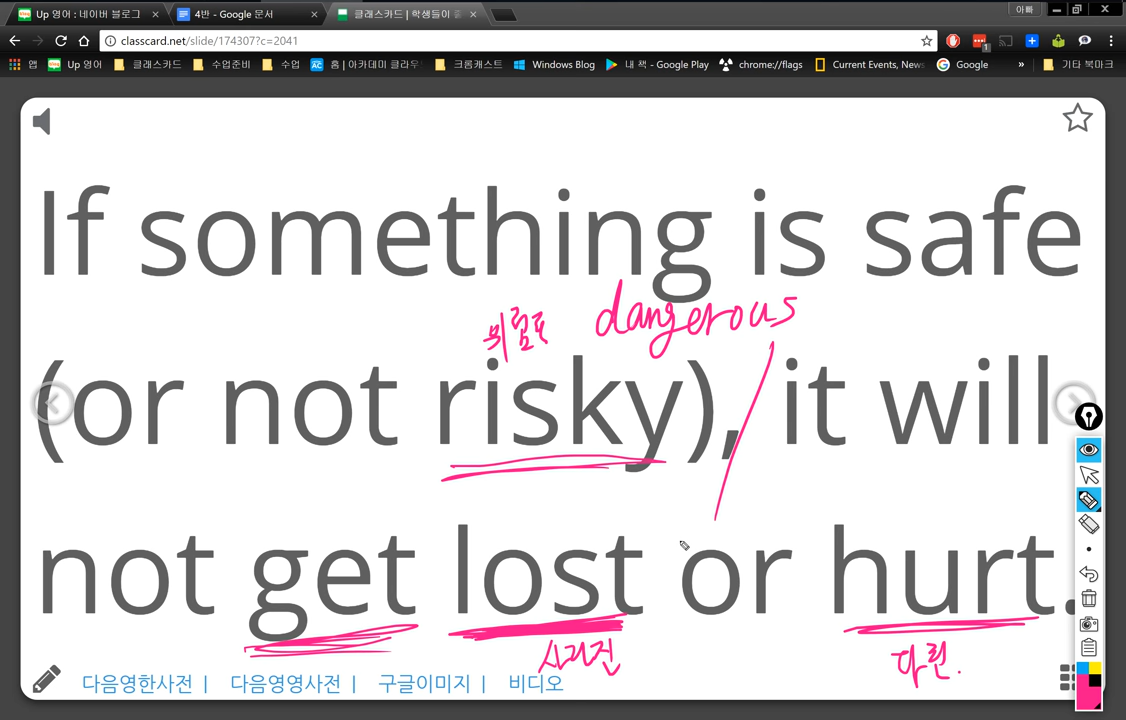 Up 영어 : 네이버 블로그
4반 - Google 문서
클래스카드 | 학생들이 좋
아빠
classcard.net/slide/174307?c=2041
1
앱
Up 영어
클래스카드
수업준비
수업
AC
홈 | 아카데미 클라우
크롬캐스트
Windows Blog
내 책 - Google Play
chrome://flags
Current Events, News
Google
»
기타 북마크
If something is safe
dangerous
(or not risky), it will
not get lost or hurt.
사라진
다친.
다음영한사전 |
다음영영사전 |
구글이미지 |
비디오